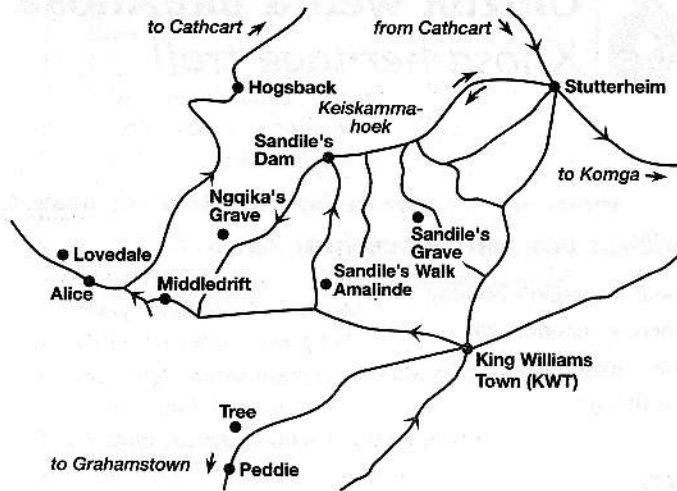 to Cathcart
from Cathcart
Hogsback
Stutterheim
Keiskamma-
hoek
Sandile's
Dam
to Komga
Ngqika's
Grave
Sandile's
Grave
Lovedale
Sandile's Walk
Amalinde
Alice
Middledrift
King Williams
Town (KWT)
Tree
to Grahamstown
Peddie